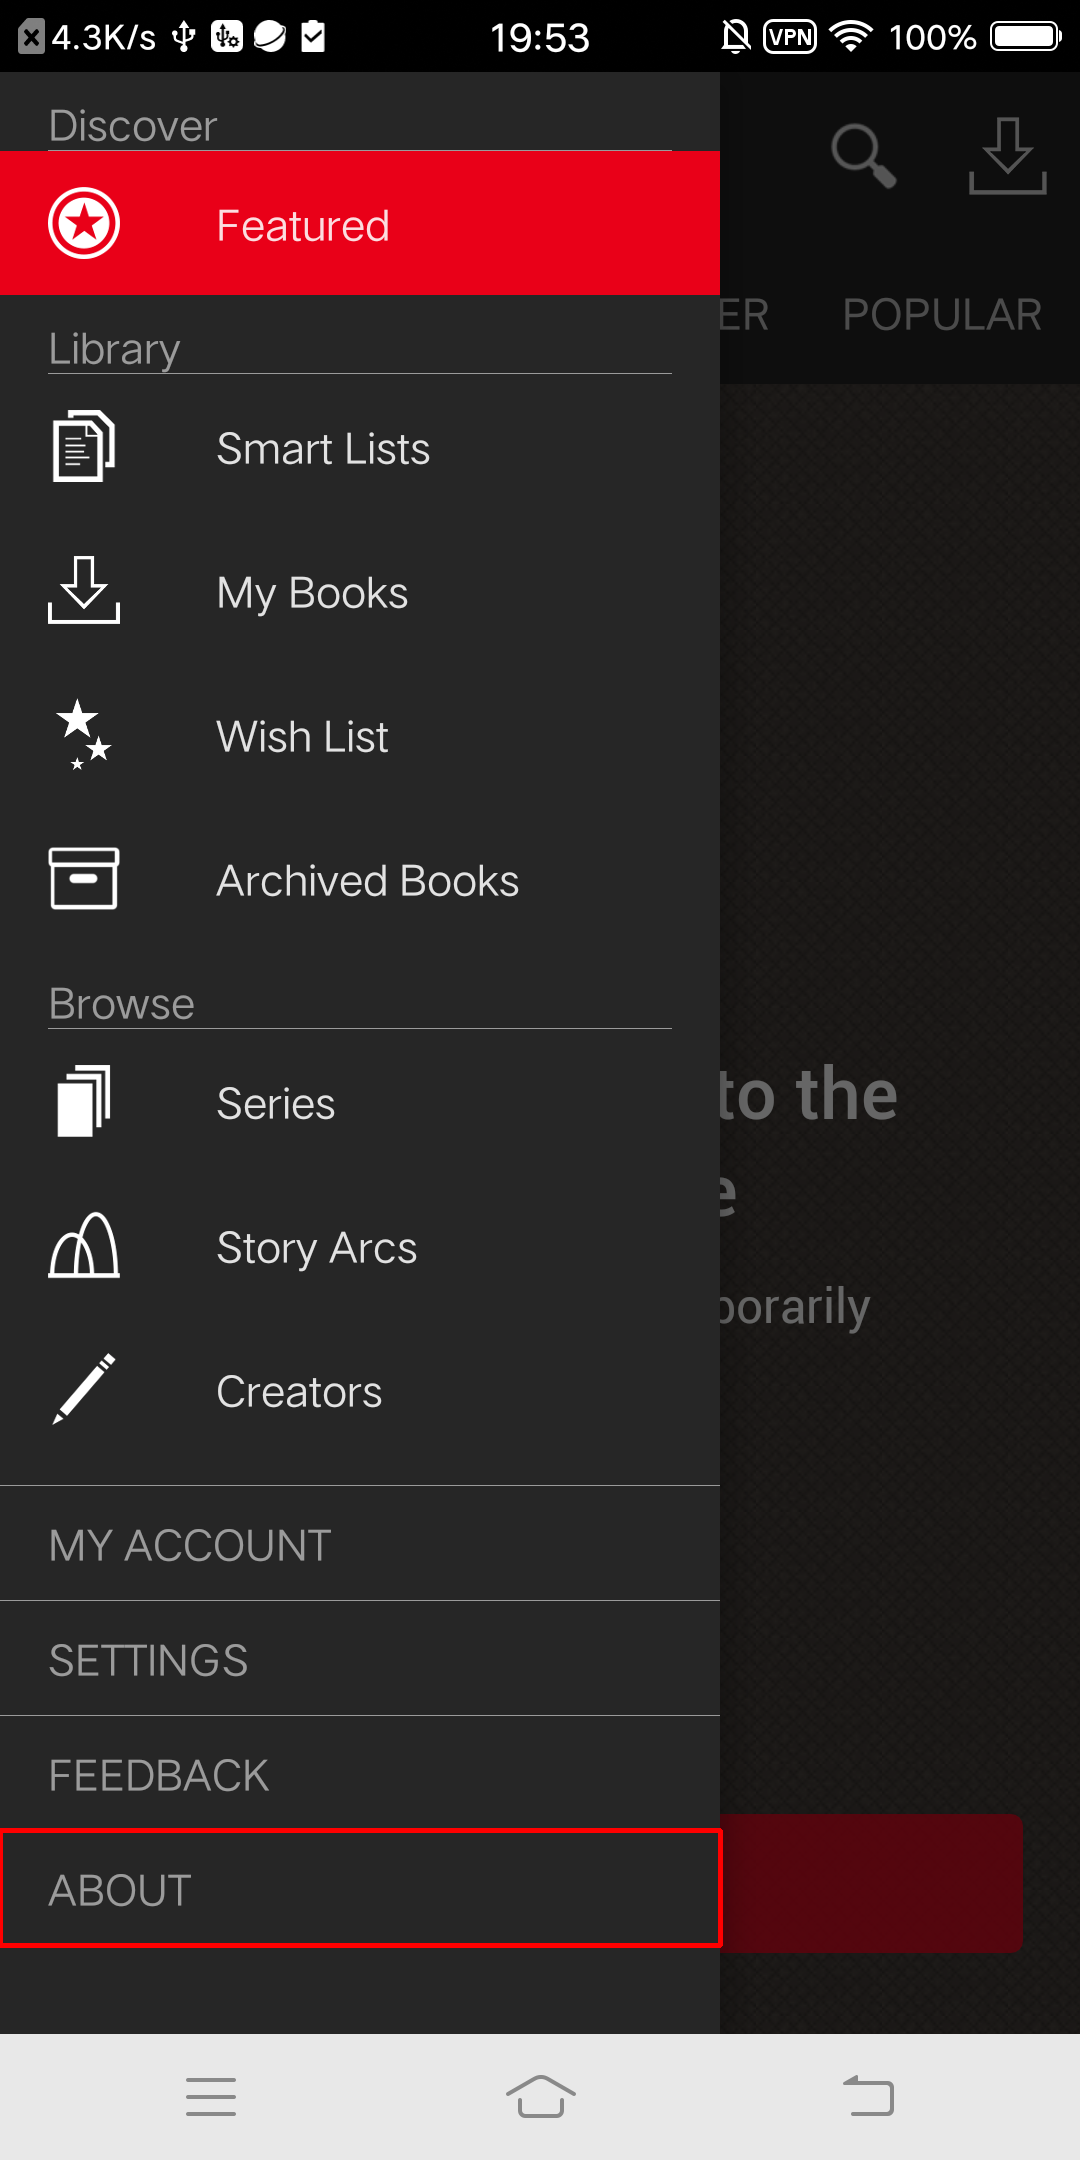 4.3K/s 19:53 VPN 100%
Discover
Featured
ER POPULAR
Library
Smart Lists
My Books
Wish List
Archived Books
Browse
Series
to the
e
Story Arcs
porarily
Creators
MY ACCOUNT
SETTINGS
FEEDBACK
ABOUT